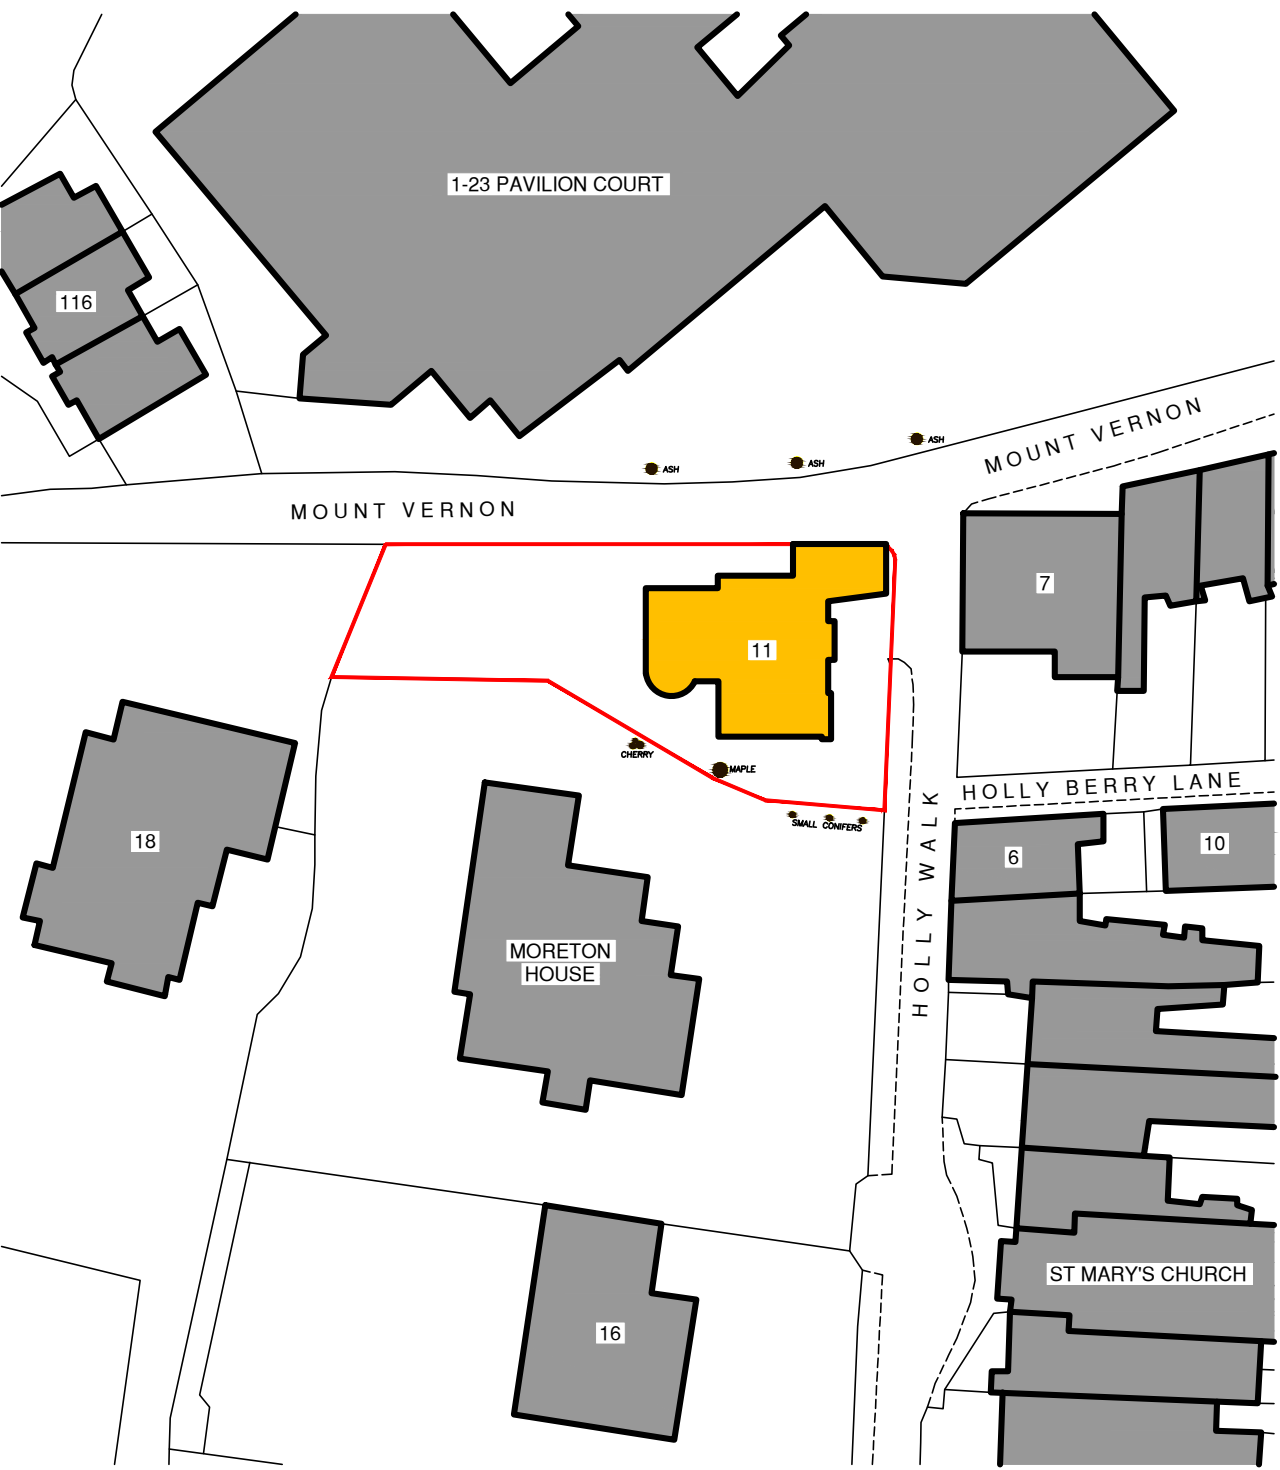 1-23 PAVILION COURT
116
MOUNT VERNON
ASH
ASH
ASH
MOUNT VERNON
7
11
CHERRY
MAPLE
HOLLY BERRY LANE
SMALL CONIFERS
18
6
10
HOLLY WALK
MORETON
HOUSE
ST MARY'S CHURCH
16